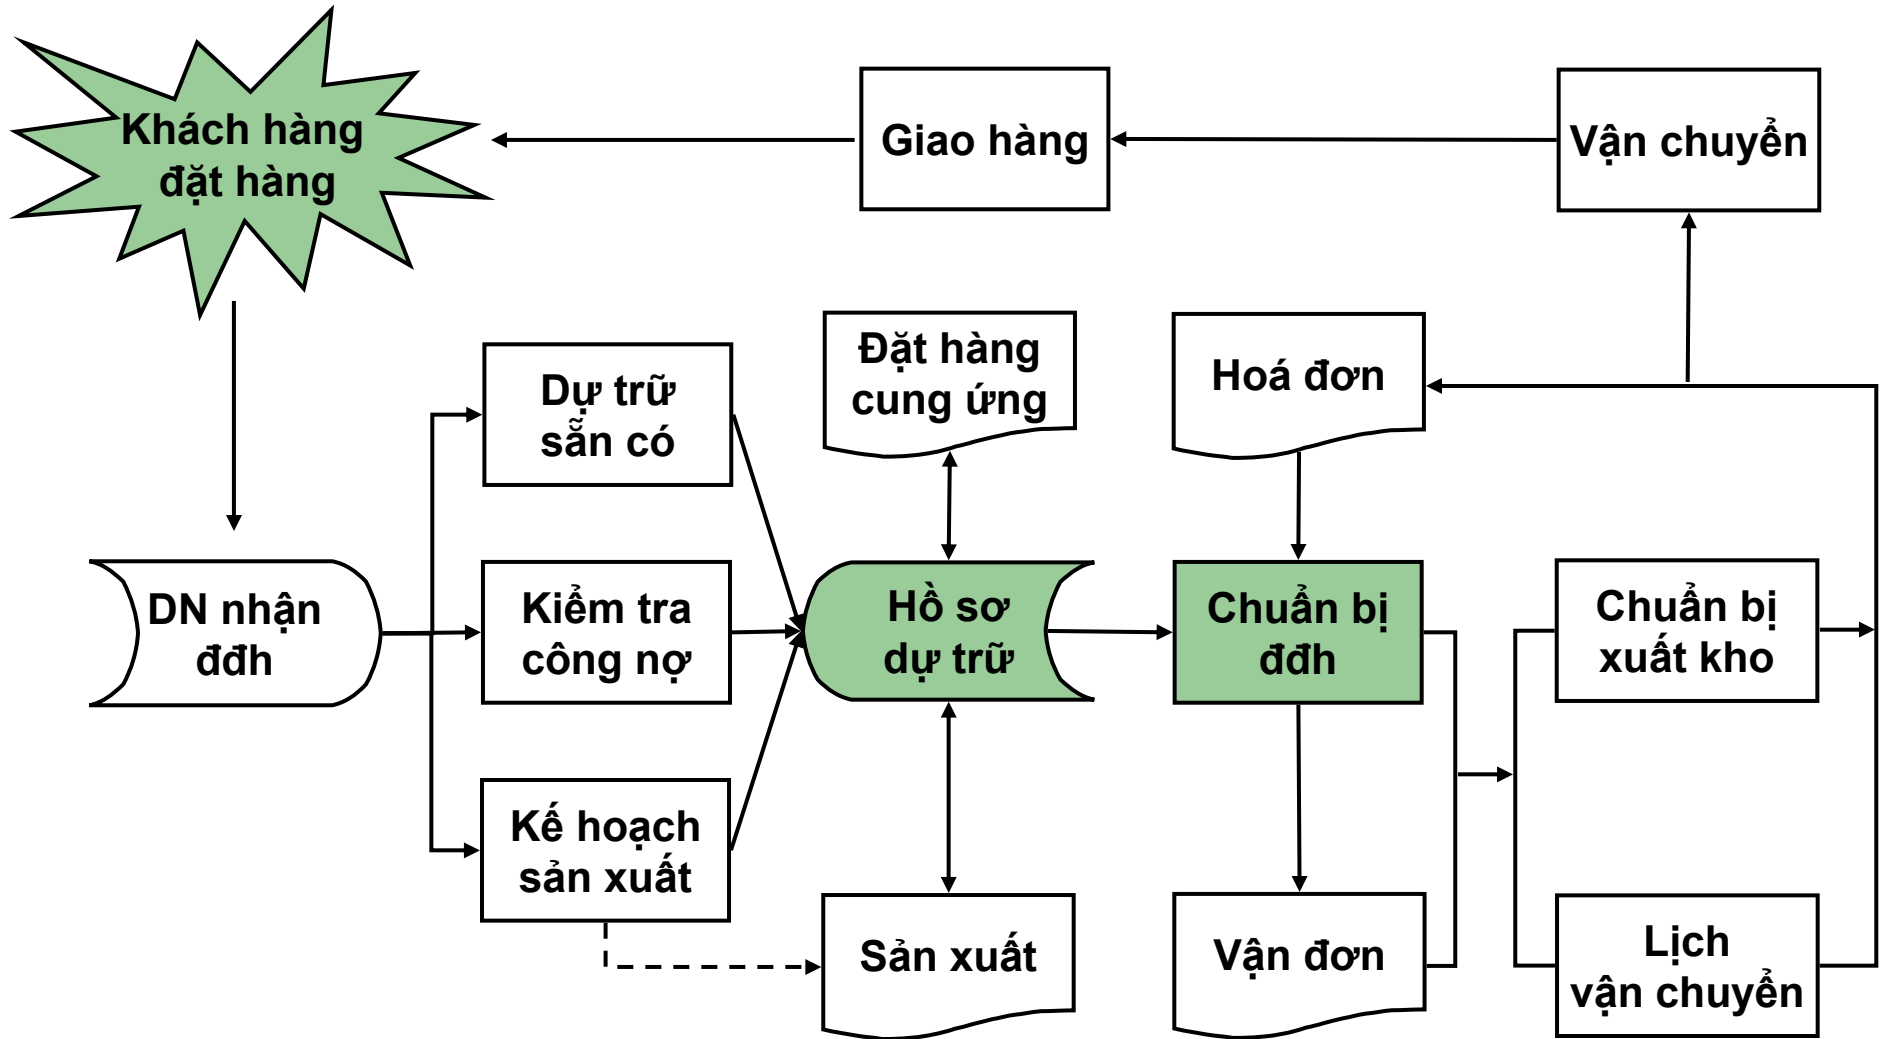 Khách hàng
đặt hàng
Giao hàng
Vận chuyển
Dự trữ
sẵn có
Đặt hàng
cung ứng
Hoá đơn
DN nhận
đđh
Kiểm tra
công nợ
Hồ sơ
dự trữ
Chuẩn bị
đđh
Chuẩn bị
xuất kho
Kế hoạch
sản xuất
Sản xuất
Vận đơn
Lịch
vận chuyển